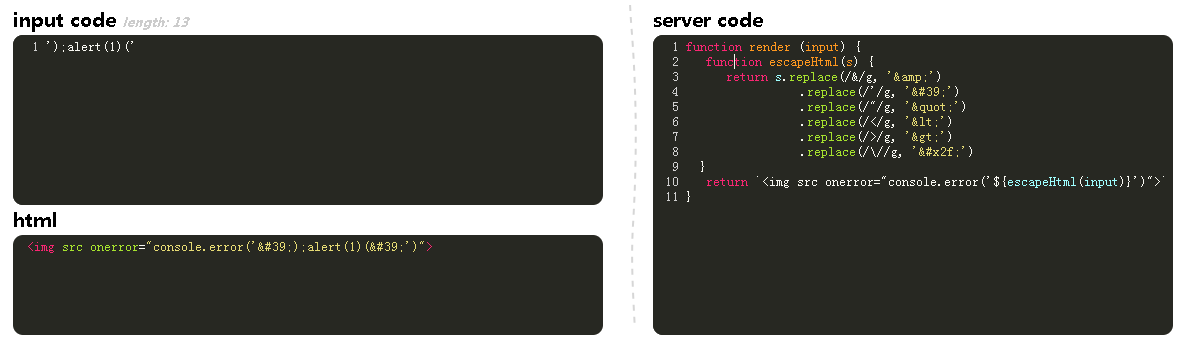 input code length: 13
1 ');alert(1)('
html
<img src onerror="console.error('&#39;);alert(1)(&#39;')">
server code
1 function render (input) {
2 function escapeHtml(s) {
3 return s.replace(/&/g, '&amp;')
4 .replace(/'/g, '&#39;')
5 .replace(/"/g, '&quot;')
6 .replace(/</g, '&lt;')
7 .replace(/>/g, '&gt;')
8 .replace(/\//g, '&#x2f;')
9 }
10 return `<img src onerror="console.error('${escapeHtml(input)}')">`
11 }